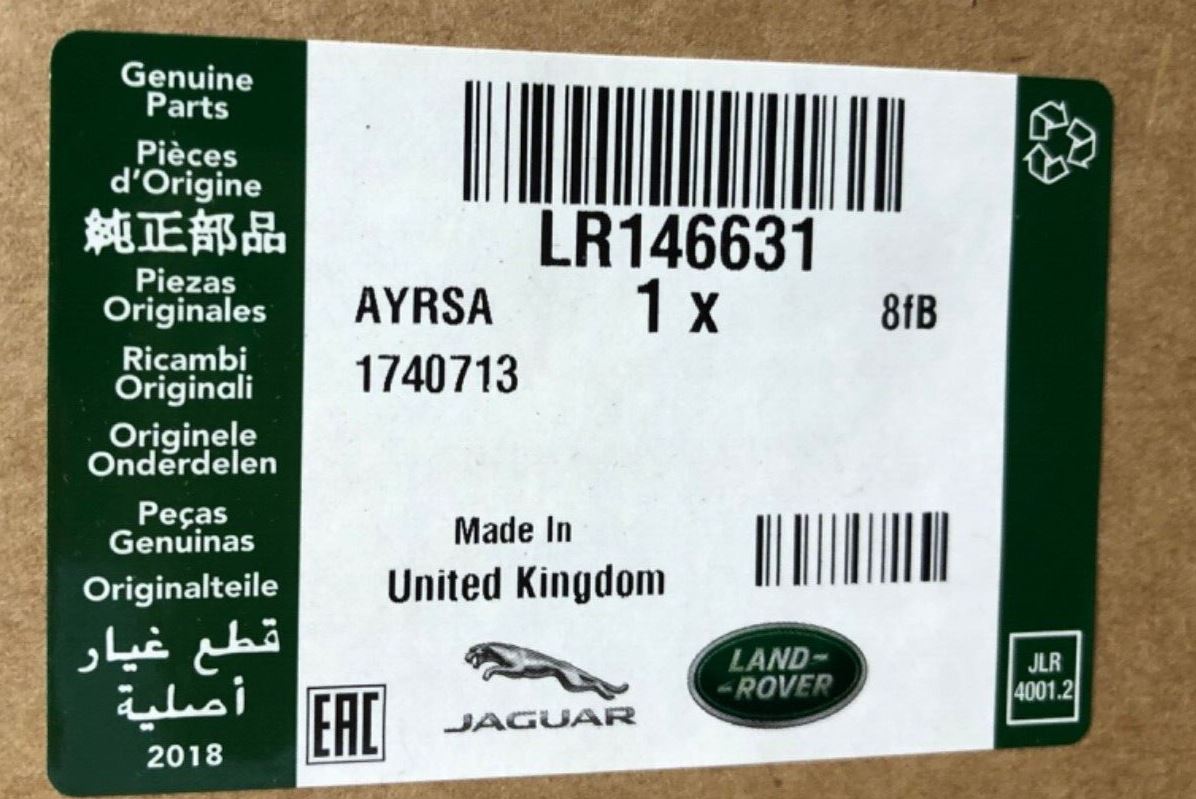 Genuine
Parts
Pièces
d'Origine
純正部品
Piezas
Originales
Ricambi
Originali
Originele
Onderdelen
Peças
Genuinas
Originalteile
قطع غيار
أصلية
2018
LR146631
AYRSA 1 x 8fB
1740713
Made In
United Kingdom
EAC
JAGUAR
LAND-
-ROVER
JLR
4001.2